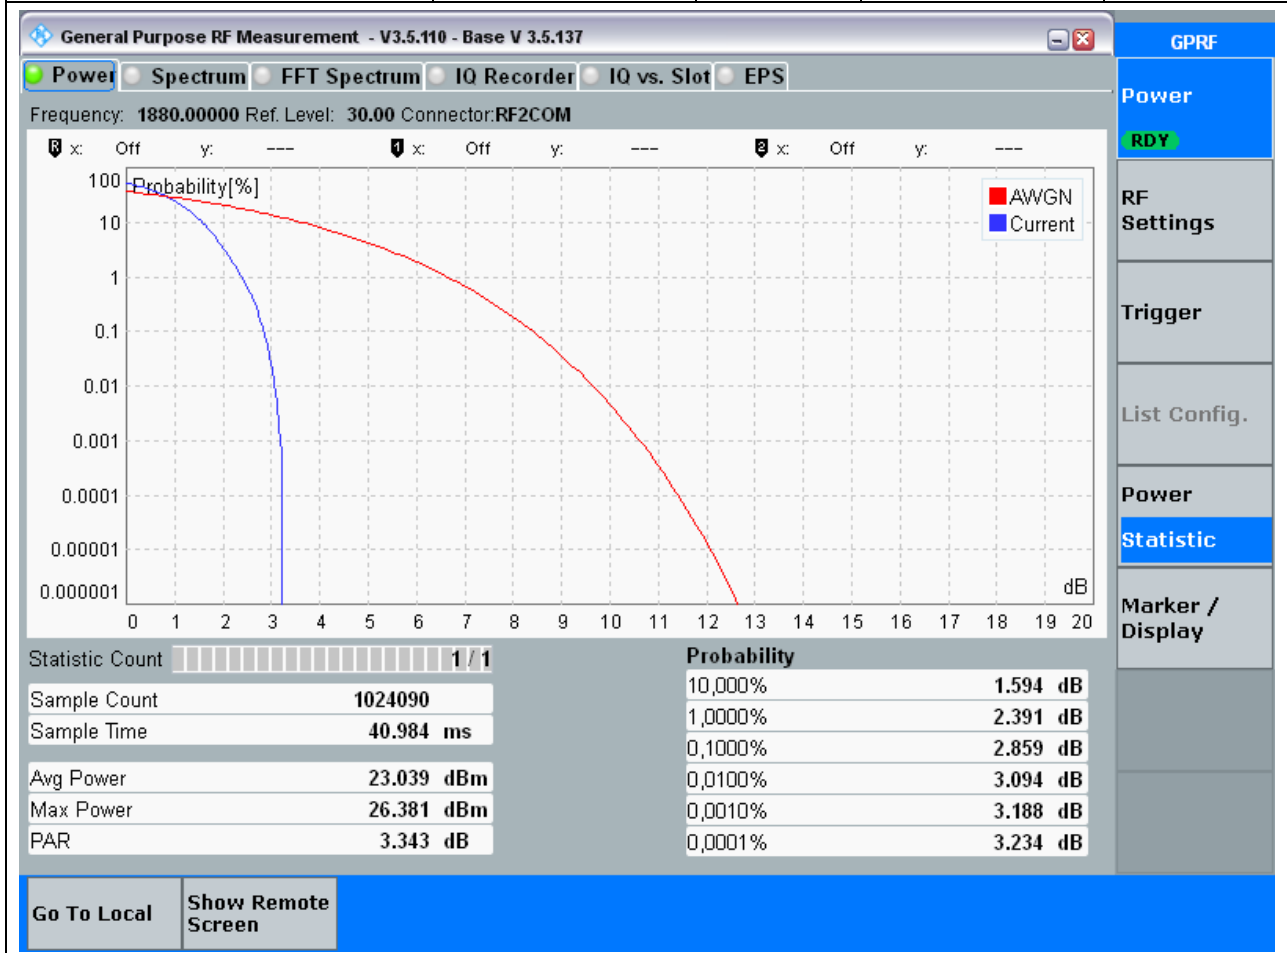 General Purpose RF Measurement - V3.5.110 - Base V 3.5.137
GPRF
Power Spectrum FFT Spectrum IQ Recorder IQ vs. Slot EPS
Frequency: 1880.00000 Ref. Level: 30.00 Connector:RF2COM
R x: Off y: --- 1 x: Off y: --- 2 x: Off y: ---
Probability[%]
100
10
1
0.1
0.01
0.001
0.0001
0.00001
0.000001
AWGN
Current
dB
0 1 2 3 4 5 6 7 8 9 10 11 12 13 14 15 16 17 18 19 20
Statistic Count 1 / 1
Sample Count 1024090
Sample Time 40.984 ms
Avg Power 23.039 dBm
Max Power 26.381 dBm
PAR 3.343 dB
Probability
10,000% 1.594 dB
1,0000% 2.391 dB
0,1000% 2.859 dB
0,0100% 3.094 dB
0,0010% 3.188 dB
0,0001% 3.234 dB
Power
RDY
RF
Settings
Trigger
List Config.
Power
Statistic
Marker /
Display
Go To Local
Show Remote
Screen